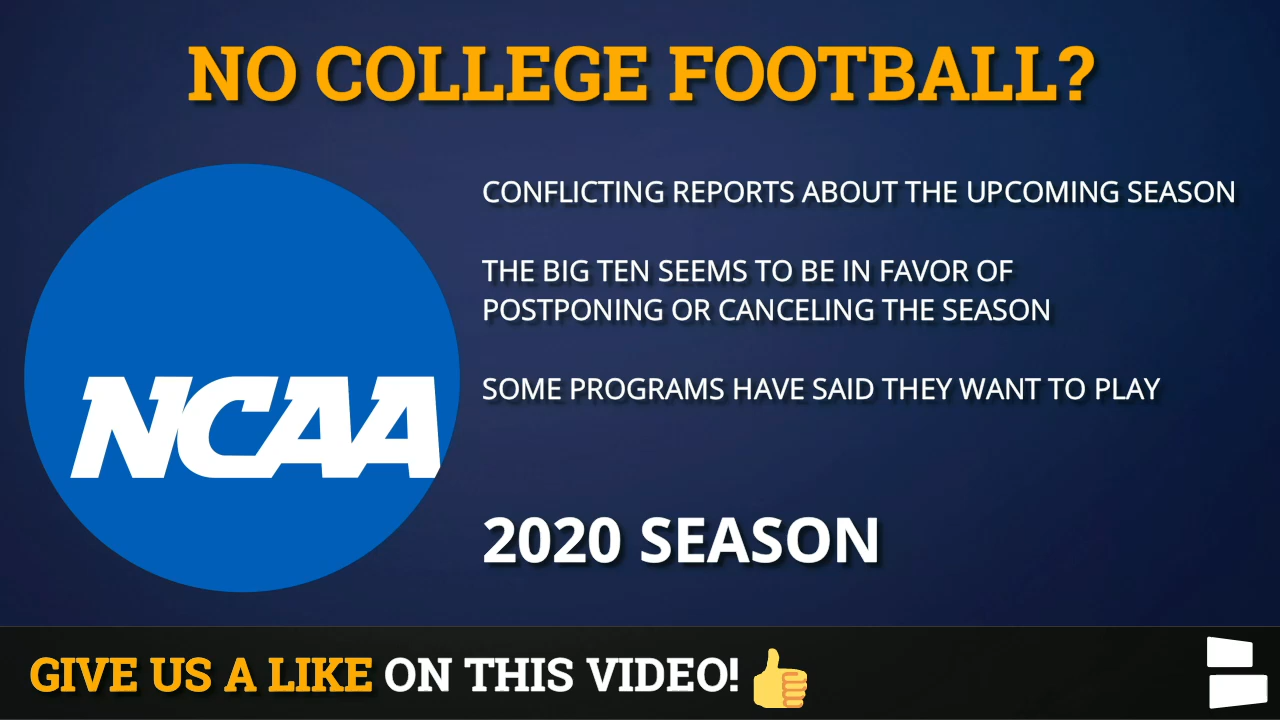 NO COLLEGE FOOTBALL?
CONFLICTING REPORTS ABOUT THE UPCOMING SEASON
THE BIG TEN SEEMS TO BE IN FAVOR OF
POSTPONING OR CANCELING THE SEASON
SOME PROGRAMS HAVE SAID THEY WANT TO PLAY
NCAA
2020 SEASON
GIVE US A LIKE ON THIS VIDEO!